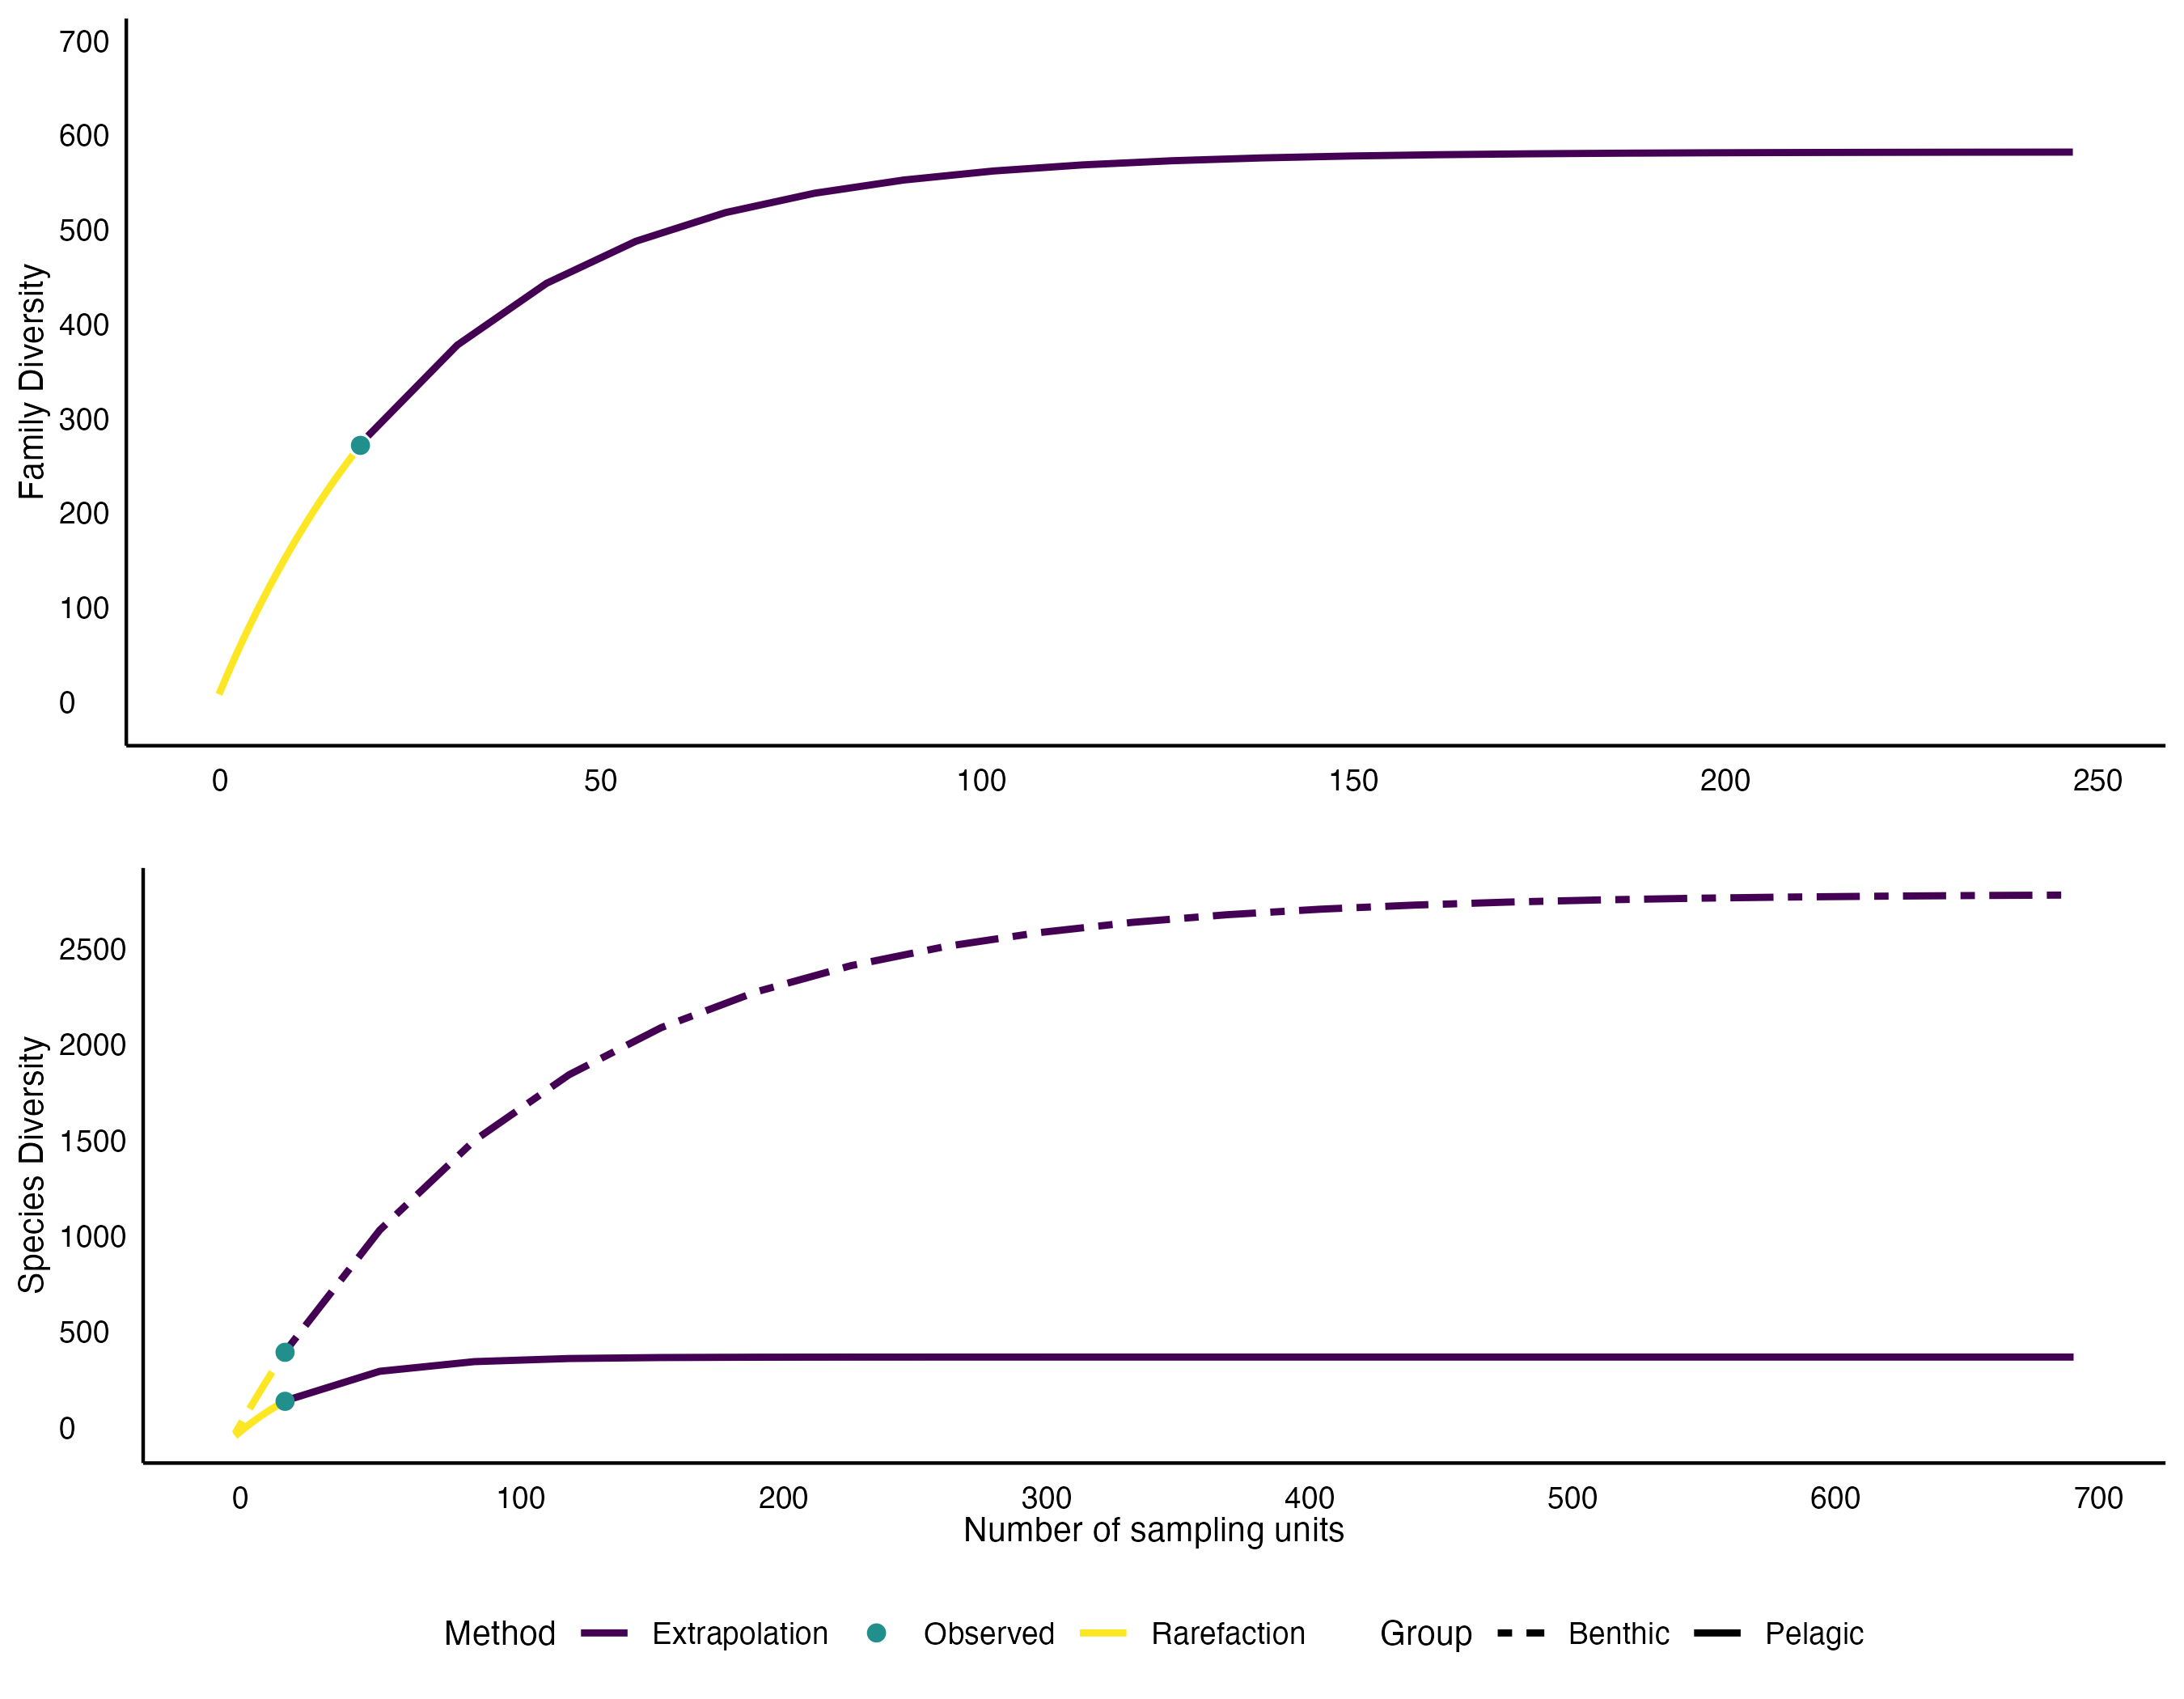 Family Diversity
700
600
500
400
300
200
100
0
0 50 100 150 200 250
Species Diversity
2500
2000
1500
1000
500
0
0 100 200 300 400 500 600 700
Number of sampling units
Method Extrapolation Observed Rarefaction Group Benthic Pelagic